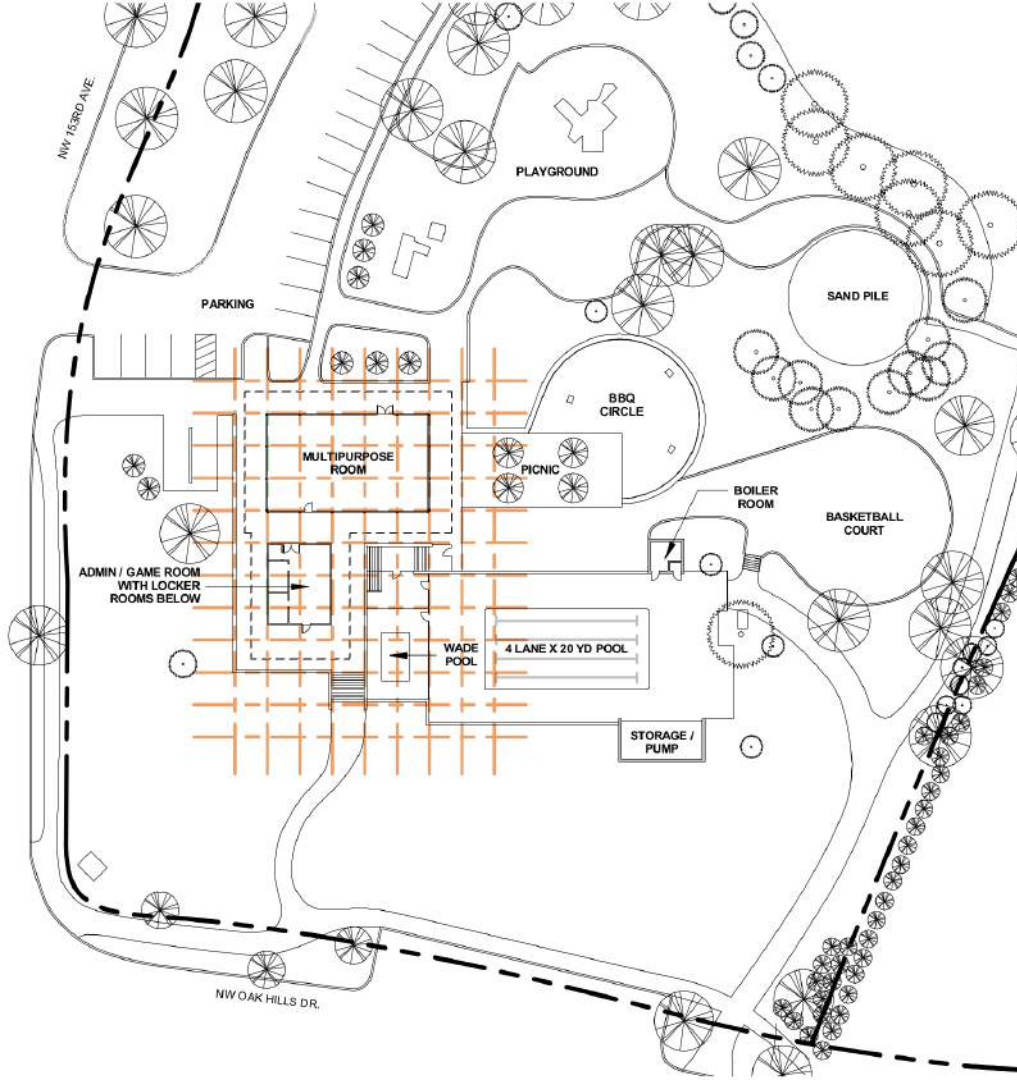 NW 153RD AVE.
PLAYGROUND
PARKING
SAND PILE
BBQ
CIRCLE
MULTIPURPOSE
ROOM
PICNIC
BOILER
ROOM
BASKETBALL
COURT
ADMIN / GAME ROOM
WITH LOCKER
ROOMS BELOW
WADE
POOL
4 LANE X 20 YD POOL
STORAGE /
PUMP
NW OAK HILLS DR.